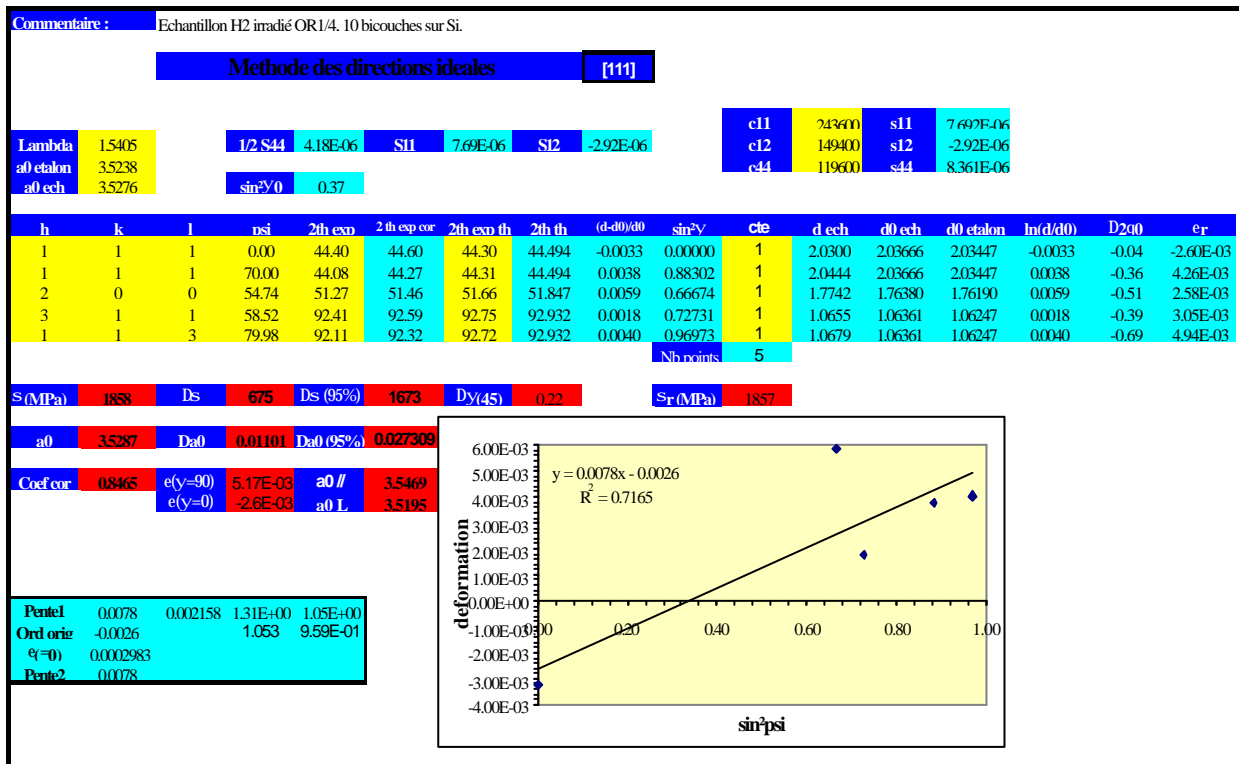 Commentaire : Echantillon H2 irradié OR1/4. 10 bicouches sur Si.
Methode des directions ideales [111]
c11 243600 s11 7.692E-06
Lambda 1.5405 1/2 S44 4.18E-06 S11 7.69E-06 S12 -2.92E-06 c12 149400 s12 -2.92E-06
a0 etalon 3.5238 c44 119600 s44 8.361E-06
a0 ech 3.5276 sin²y0 0.37
h k l psi 2th exp 2 th exp cor 2th exp th 2th th (d-d0)/d0 sin²y cte d ech d0 ech d0 etalon ln(d/d0) D2q0 er
1 1 1 0.00 44.40 44.60 44.30 44.494 -0.0033 0.00000 1 2.0300 2.03666 2.03447 -0.0033 -0.04 -2.60E-03
1 1 1 70.00 44.08 44.27 44.31 44.494 0.0038 0.88302 1 2.0444 2.03666 2.03447 0.0038 -0.36 4.26E-03
2 0 0 54.74 51.27 51.46 51.66 51.847 0.0059 0.66674 1 1.7742 1.76380 1.76190 0.0059 -0.51 2.58E-03
3 1 1 58.52 92.41 92.59 92.75 92.932 0.0018 0.72731 1 1.0655 1.06361 1.06247 0.0018 -0.39 3.05E-03
1 1 3 79.98 92.11 92.32 92.72 92.932 0.0040 0.96973 1 1.0679 1.06361 1.06247 0.0040 -0.69 4.94E-03
Nb points 5
s (MPa) 1858 Ds 675 Ds (95%) 1673 Dy(45) 0.22 sr (MPa) 1857
a0 3.5287 Da0 0.01101 Da0 (95%) 0.027309
Coef cor 0.8465 e(y=90) 5.17E-03 a0 // 3.5469
e(y=0) -2.6E-03 a0 L 3.5195
Pente1 0.0078 0.002158 1.31E+00 1.05E+00
Ord orig -0.0026 1.053 9.59E-01
e(=0) 0.0002983
Pente2 0.0078
6.00E-03
5.00E-03
4.00E-03
3.00E-03
2.00E-03
1.00E-03
0.00E+00
-1.00E-03
-2.00E-03
-3.00E-03
-4.00E-03
y = 0.0078x - 0.0026
R² = 0.7165
deformation
0.00 0.20 0.40 0.60 0.80 1.00
sin²psi